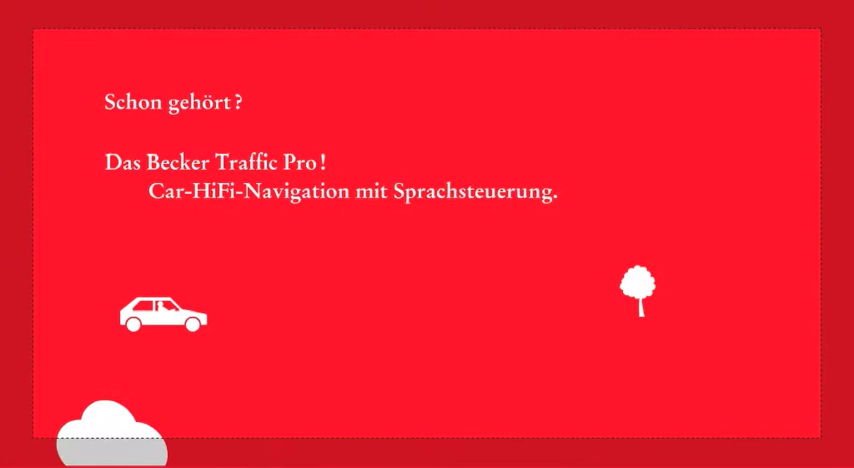 Schon gehört?
Das Becker Traffic Pro!
Car-HiFi-Navigation mit Sprachsteuerung.